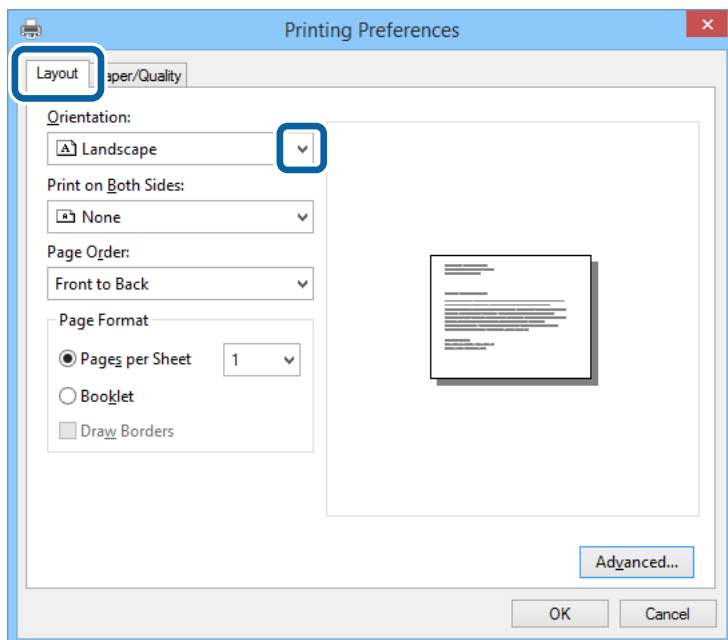 Printing Preferences
Layout
aper/Quality
Orientation:
Landscape
Print on Both Sides:
None
Page Order:
Front to Back
Page Format
Pages per Sheet 1
Booklet
Draw Borders
Advanced...
OK Cancel